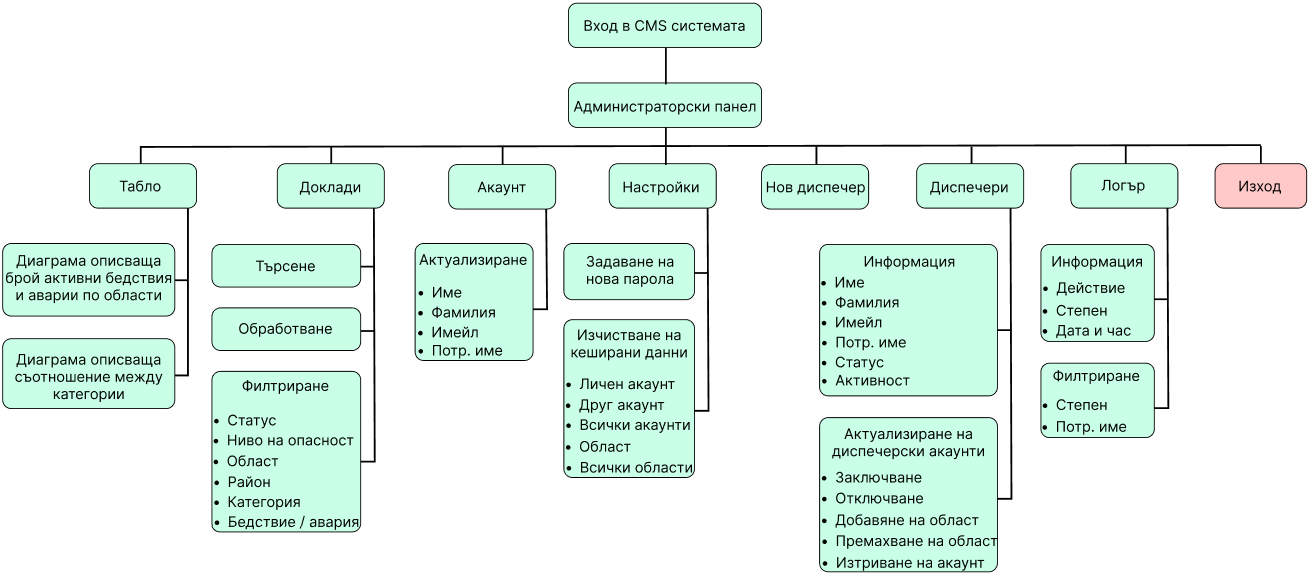 Вход в CMS системата
Администраторски панел
Табло
Доклади
Акаунт
Настройки
Нов диспечер
Диспечери
Логър
Изход
Диаграма описваща
брой активни бедствия
и аварии по области
Диаграма описваща
съотношение между
категории
Търсене
Обработване
Филтриране
• Статус
• Ниво на опасност
• Област
• Район
• Категория
• Бедствие / авария
Актуализиране
• Име
• Фамилия
• Имейл
• Потр. име
Задаване на
нова парола
Изчистване на
кеширани данни
• Личен акаунт
• Друг акаунт
• Всички акаунти
• Област
• Всички области
Информация
• Име
• Фамилия
• Имейл
• Потр. име
• Статус
• Активност
Актуализиране на
диспечерски акаунти
• Заключване
• Отключване
• Добавяне на област
• Премахване на област
• Изтриване на акаунт
Информация
• Действие
• Степен
• Дата и час
Филтриране
• Степен
• Потр. име